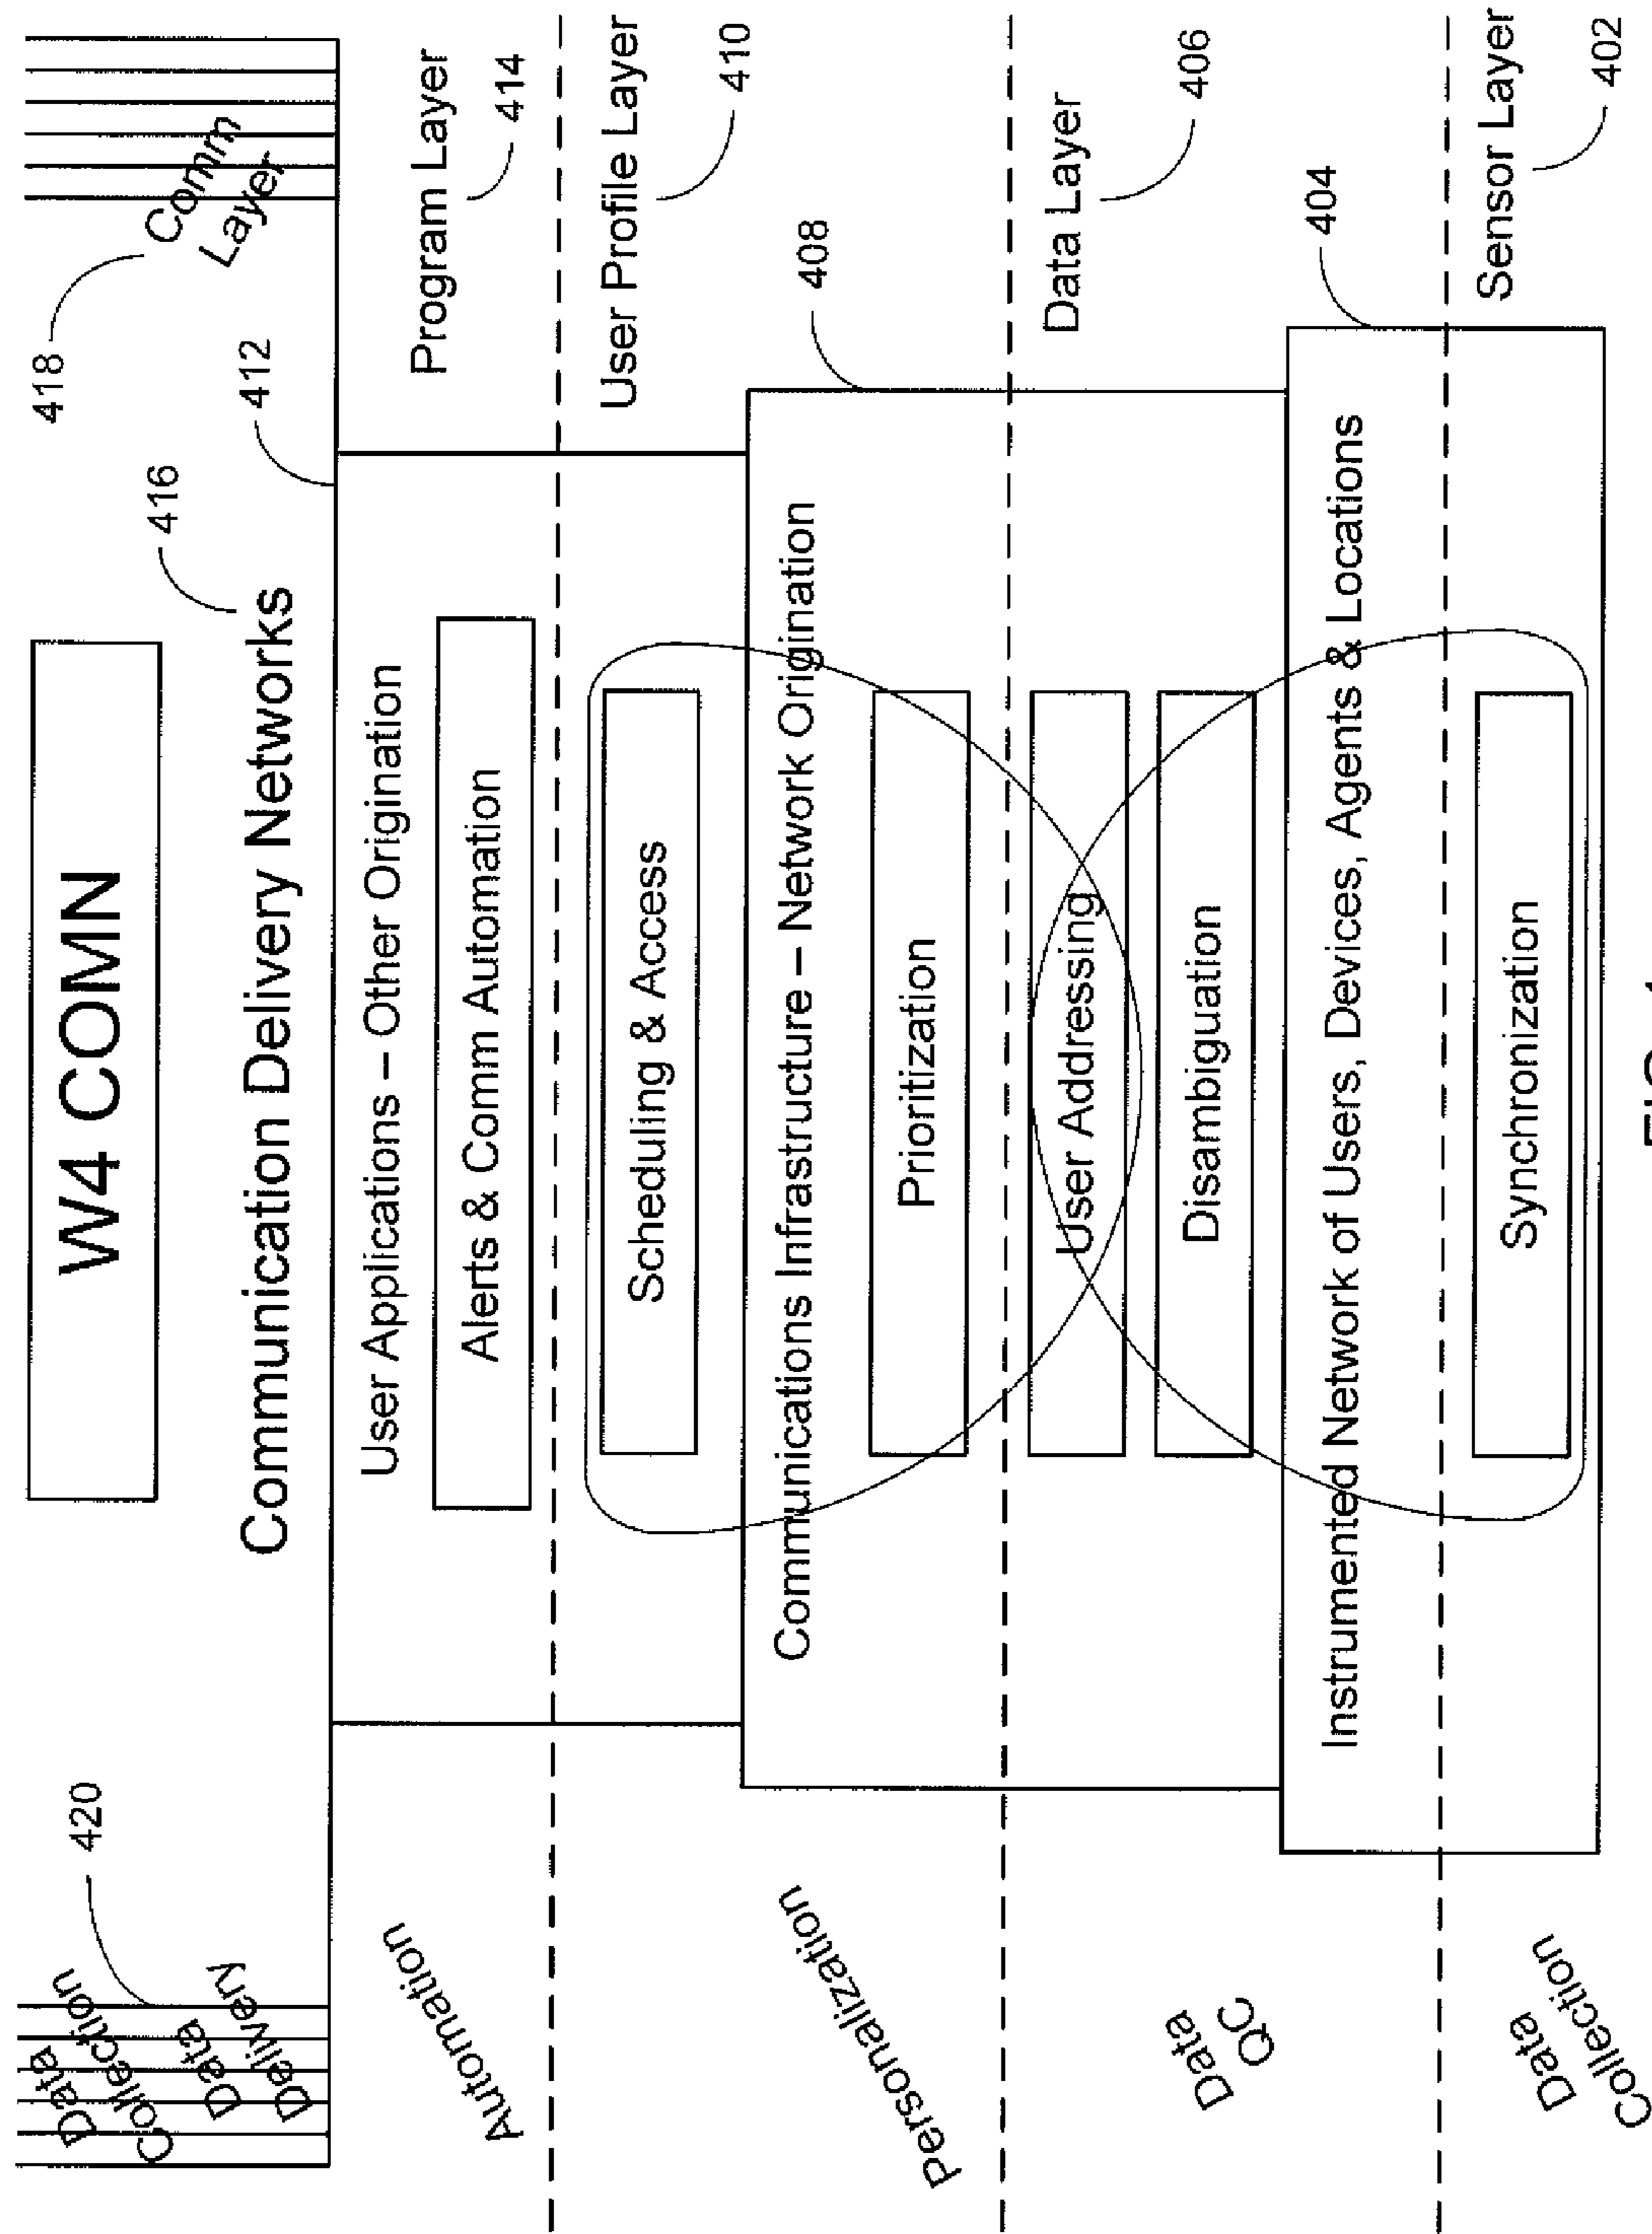 W4 COMN
418
Comm
Layer
420
Data
Collection
Data
Delivery
416
Communication Delivery Networks
412
User Applications – Other Origination
Program Layer
414
Automation
Alerts & Comm Automation
User Profile Layer
410
Scheduling & Access
408
Communications Infrastructure – Network Origination
Personalization
Prioritization
Data Layer
406
User Addressing
Data
QC
Disambiguation
404
Instrumented Network of Users, Devices, Agents & Locations
Sensor Layer
402
Synchronization
Data
Collection